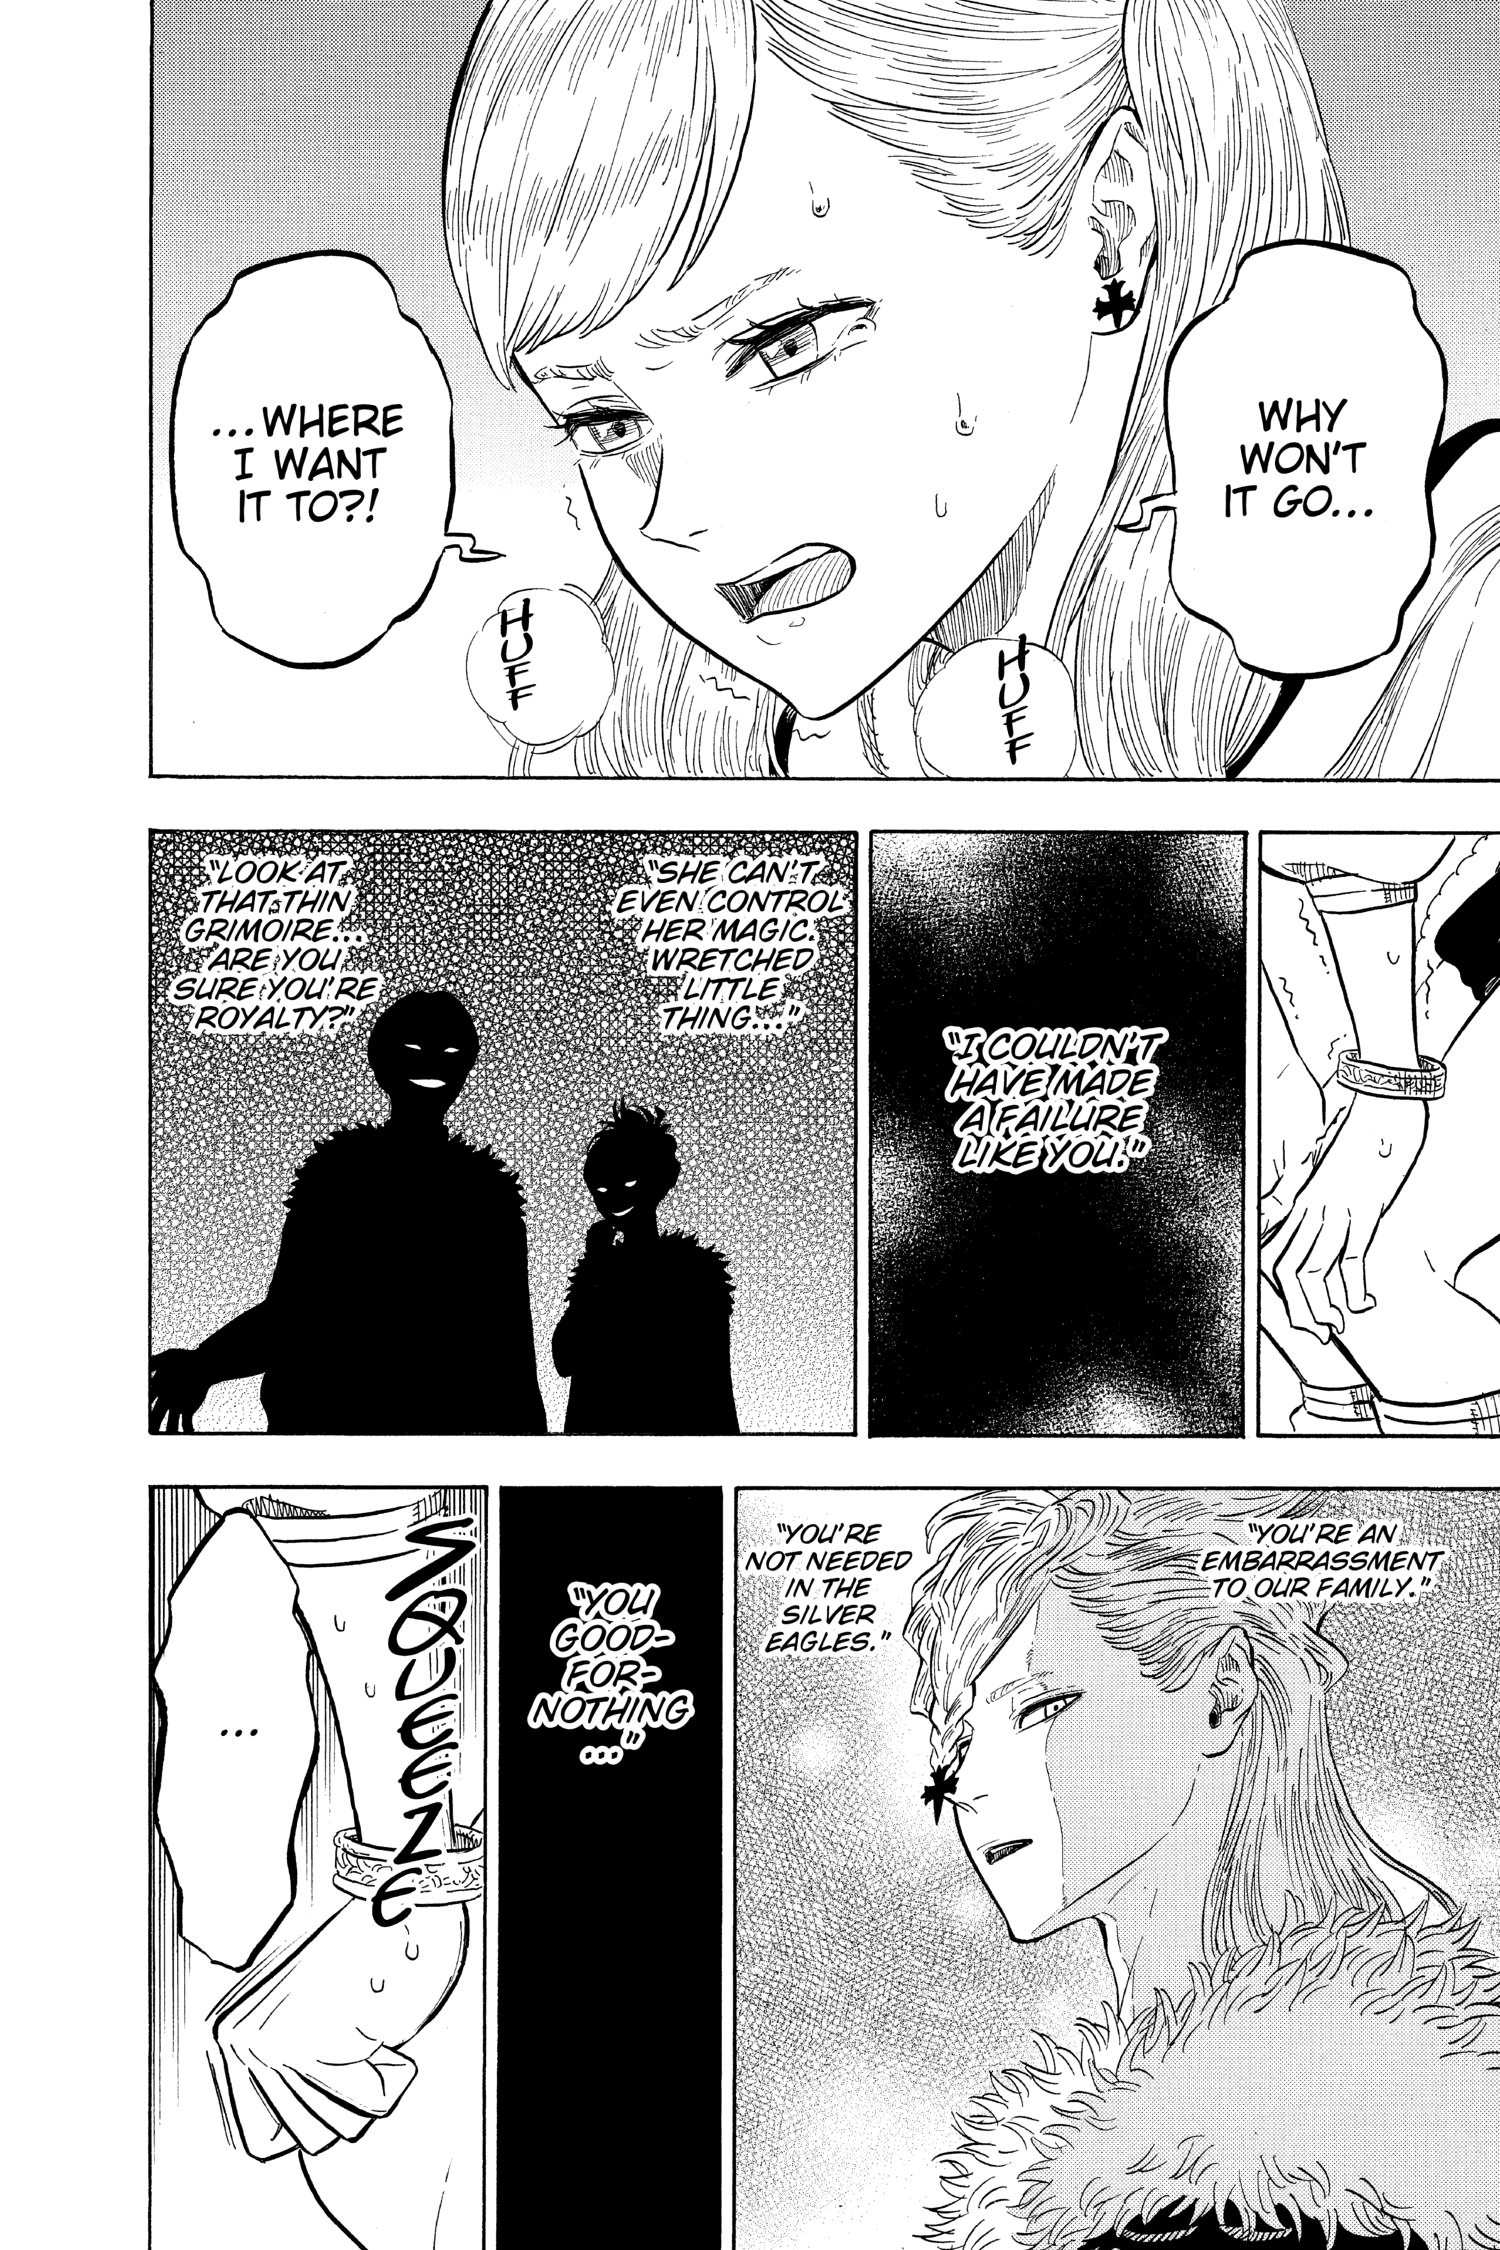 WHY
WON'T
IT GO...
...WHERE
I WANT
IT TO?!
HUFF
HUFF
"I COULDN'T
HAVE MADE
A FAILURE
LIKE YOU."
"SHE CAN'T
EVEN CONTROL
HER MAGIC.
WRETCHED
LITTLE
THING..."
"LOOK AT
THAT THIN
GRIMOIRE...
ARE YOU
SURE YOU'RE
ROYALTY?"
"YOU'RE AN
EMBARRASSMENT
TO OUR FAMILY."
"YOU'RE
NOT NEEDED
IN THE
SILVER
EAGLES."
"YOU
GOOD-
FOR-
NOTHING
..."
SQUEEZE
...